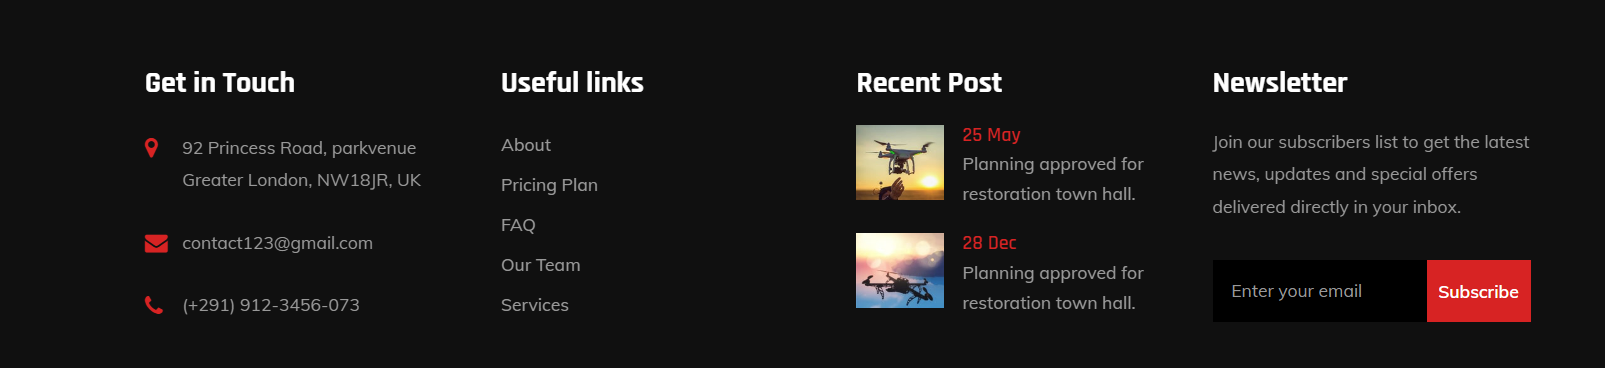 Get in Touch
92 Princess Road, parkvenue
Greater London, NW18JR, UK
contact123@gmail.com
(+291) 912-3456-073
Useful links
About
Pricing Plan
FAQ
Our Team
Services
Recent Post
25 May
Planning approved for
restoration town hall.
28 Dec
Planning approved for
restoration town hall.
Newsletter
Join our subscribers list to get the latest
news, updates and special offers
delivered directly in your inbox.
Enter your email
Subscribe